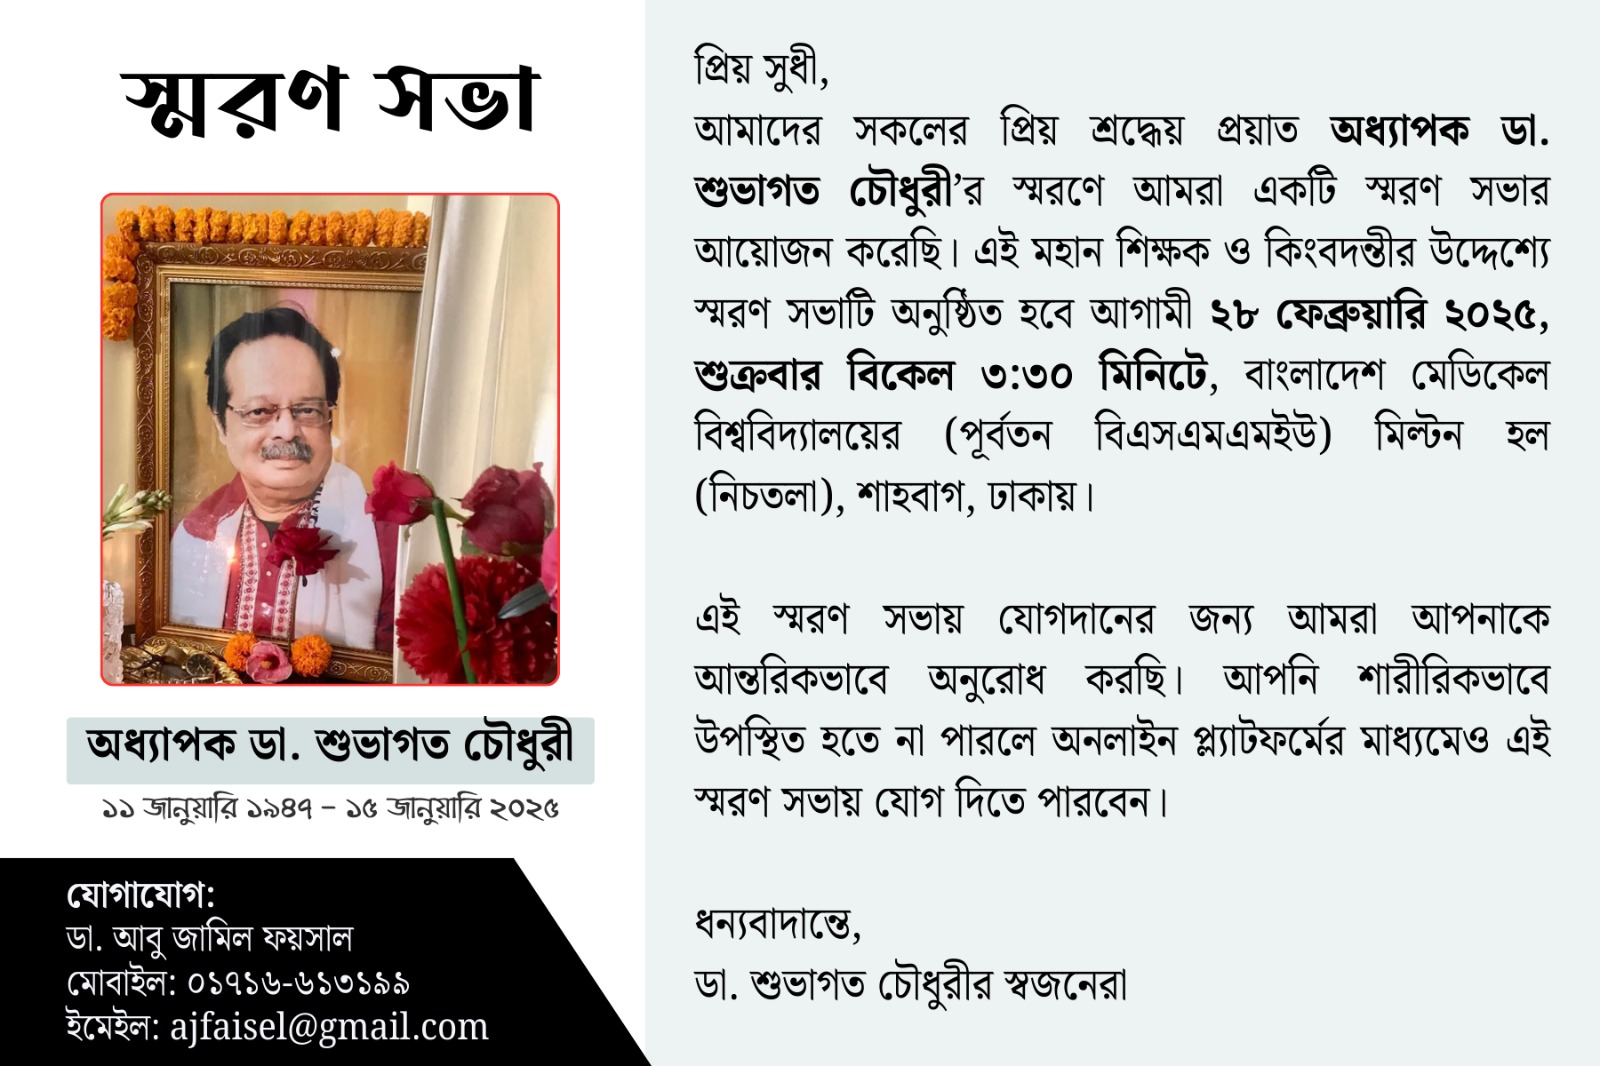 স্মরণ সভা
অধ্যাপক ডা. শুভাগত চৌধুরী
১১ জানুয়ারি ১৯৪৭ – ১৫ জানুয়ারি ২০২৫
যোগাযোগ:
ডা. আবু জামিল ফয়সাল
মোবাইল: ০১৭১৬-৬১৩১৯৯
ইমেইল: ajfaisel@gmail.com
প্রিয় সুধী,
আমাদের সকলের প্রিয় শ্রদ্ধেয় প্রয়াত অধ্যাপক ডা.
শুভাগত চৌধুরী’র স্মরণে আমরা একটি স্মরণ সভার
আয়োজন করেছি। এই মহান শিক্ষক ও কিংবদন্তীর উদ্দেশ্যে
স্মরণ সভাটি অনুষ্ঠিত হবে আগামী ২৮ ফেব্রুয়ারি ২০২৫,
শুক্রবার বিকেল ৩:৩০ মিনিটে, বাংলাদেশ মেডিকেল
বিশ্ববিদ্যালয়ের (পূর্বতন বিএসএমএমইউ) মিল্টন হল
(নিচতলা), শাহবাগ, ঢাকায়।
এই স্মরণ সভায় যোগদানের জন্য আমরা আপনাকে
আন্তরিকভাবে অনুরোধ করছি। আপনি শারীরিকভাবে
উপস্থিত হতে না পারলে অনলাইন প্ল্যাটফর্মের মাধ্যমেও এই
স্মরণ সভায় যোগ দিতে পারবেন।
ধন্যবাদান্তে,
ডা. শুভাগত চৌধুরীর স্বজনেরা